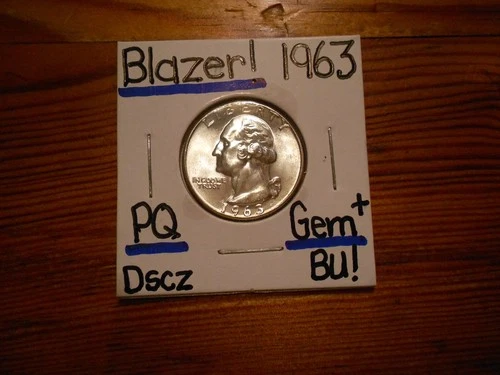 Blazer! 1963
LIBERTY
IN GOD WE
TRUST
1963
PQ Gem+
Dscz BU!